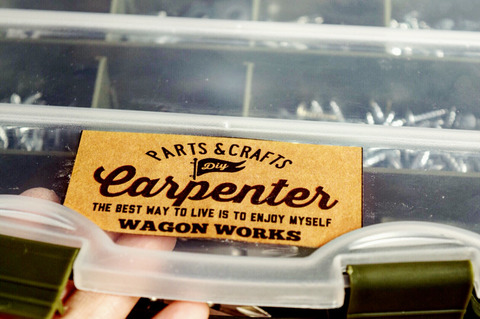 PARTS & CRAFTS
Diy
Carpenter
THE BEST WAY TO LIVE IS TO ENJOY MYSELF
WAGON WORKS